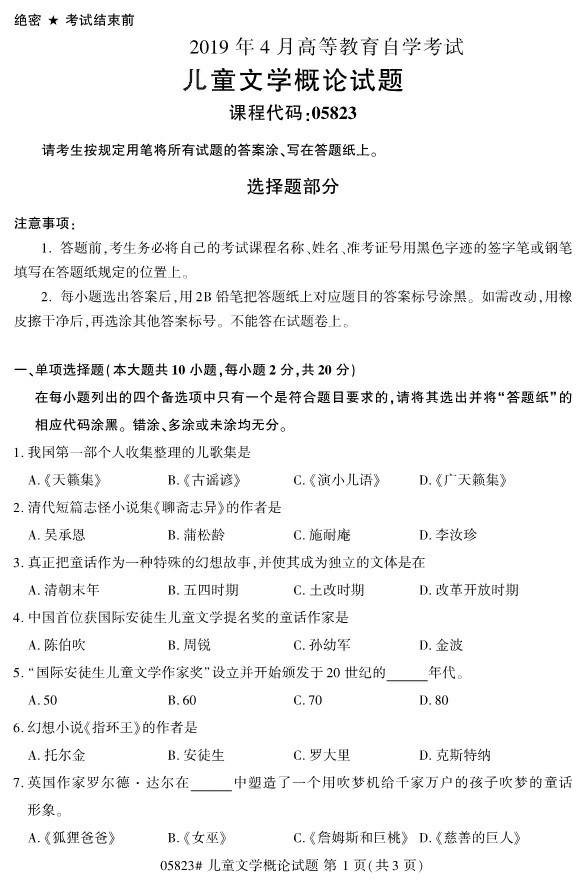 绝密 ★ 考试结束前
2019 年 4 月高等教育自学考试
儿童文学概论试题
课程代码:05823
请考生按规定用笔将所有试题的答案涂、写在答题纸上。
选择题部分
注意事项:
1. 答题前,考生务必将自己的考试课程名称、姓名、准考证号用黑色字迹的签字笔或钢笔
填写在答题纸规定的位置上。
2. 每小题选出答案后,用 2B 铅笔把答题纸上对应题目的答案标号涂黑。如需改动,用橡
皮擦干净后,再选涂其他答案标号。不能答在试题卷上。
一、单项选择题(本大题共 10 小题,每小题 2 分,共 20 分)
在每小题列出的四个备选项中只有一个是符合题目要求的,请将其选出并将“答题纸”的
相应代码涂黑。错涂、多涂或未涂均无分。
1. 我国第一部个人收集整理的儿歌集是
A.《天籁集》 B.《古谣谚》 C.《演小儿语》 D.《广天籁集》
2. 清代短篇志怪小说集《聊斋志异》的作者是
A. 吴承恩 B. 蒲松龄 C. 施耐庵 D. 李汝珍
3. 真正把童话作为一种特殊的幻想故事,并使其成为独立的文体是在
A. 清朝末年 B. 五四时期 C. 土改时期 D. 改革开放时期
4. 中国首位获国际安徒生儿童文学提名奖的童话作家是
A. 陈伯吹 B. 周锐 C. 孙幼军 D. 金波
5. “国际安徒生儿童文学作家奖”设立并开始颁发于 20 世纪的_____年代。
A. 50 B. 60 C. 70 D. 80
6. 幻想小说《指环王》的作者是
A. 托尔金 B. 安徒生 C. 罗大里 D. 克斯特纳
7. 英国作家罗尔德·达尔在_____中塑造了一个用吹梦机给千家万户的孩子吹梦的童话
形象。
A.《狐狸爸爸》 B.《女巫》 C.《詹姆斯和巨桃》 D.《慈善的巨人》
05823# 儿童文学概论试题 第 1 页(共 3 页)